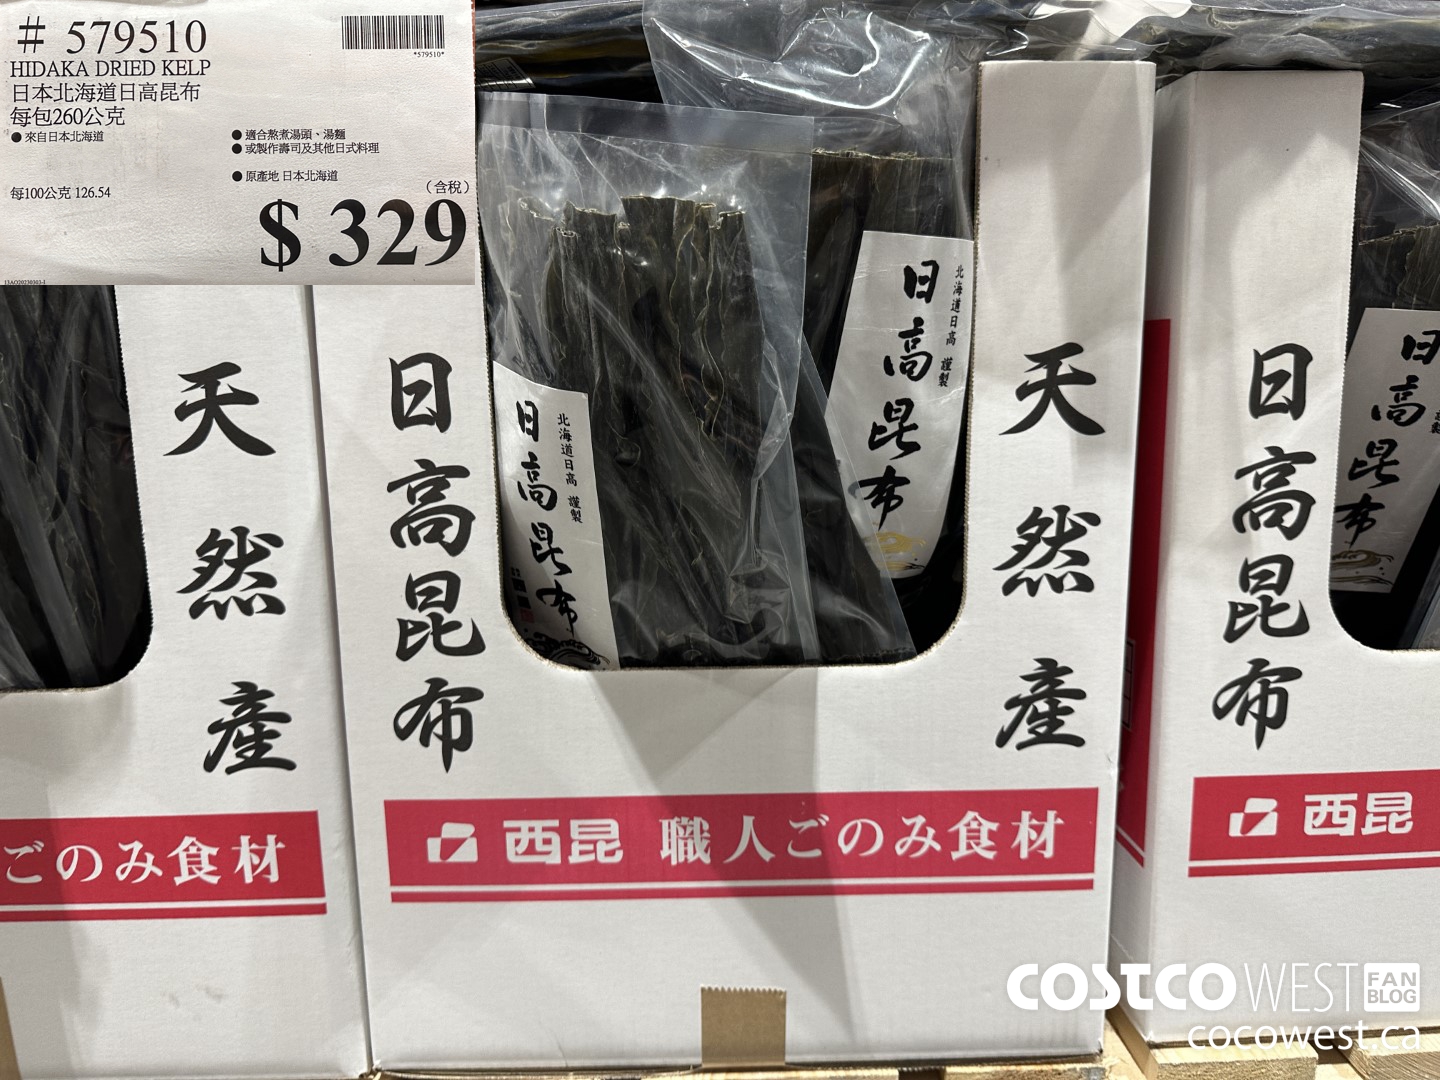 # 579510
*579510*
HIDAKA DRIED KELP
日本北海道日高昆布
每包260公克
● 來自日本北海道
● 適合熬煮湯頭、湯麵
● 或製作壽司及其他日式料理
● 原產地 日本北海道
每100公克 126.54
(含稅)
$ 329
天然産
日高昆布
北海道日高 謹製
日高昆布
北海道日高 謹製
日高昆布
天然産
日高昆布
日高昆布
ごのみ食材
西昆 職人ごのみ食材
西昆
COSTCO WEST FAN BLOG
cocowest.ca